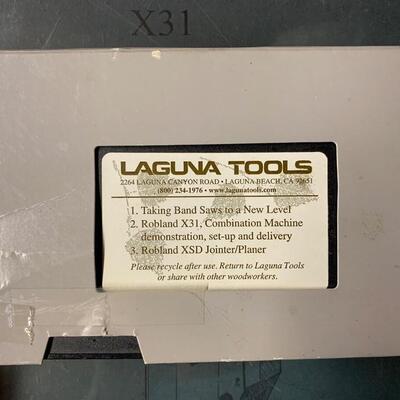 X31
LAGUNA TOOLS
2264 LAGUNA CANYON ROAD • LAGUNA BEACH, CA 92651
(800) 234-1976 • www.lagunatools.com
1. Taking Band Saws to a New Level
2. Robland X31, Combination Machine
demonstration, set-up and delivery
3. Robland XSD Jointer/Planer
Please recycle after use. Return to Laguna Tools
or share with other woodworkers.